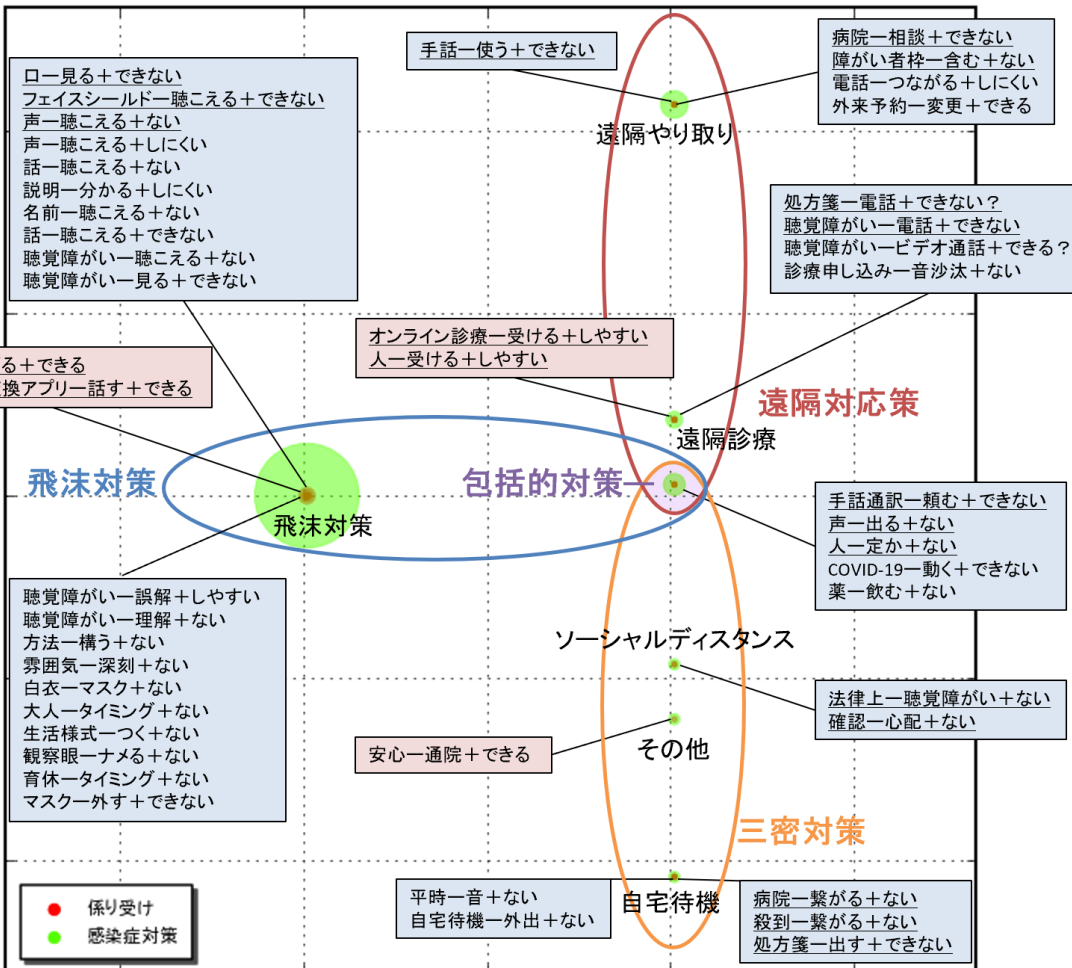 手話ー使う+できない
病院ー相談+できない
障がい者枠ー含む+ない
電話ーつながる+しにくい
外来予約ー変更+できる
口ー見る+できない
フェイスシールドー聴こえる+できない
声ー聴こえる+ない
声ー聴こえる+しにくい
話ー聴こえる+ない
説明ー分かる+しにくい
名前ー聴こえる+ない
話ー聴こえる+できない
聴覚障がいー聴こえる+ない
聴覚障がいー見る+できない
遠隔やり取り
処方箋ー電話+できない？
聴覚障がいー電話+できない
聴覚障がいービデオ通話+できる？
診療申し込みー音沙汰+ない
オンライン診療ー受ける+しやすい
人ー受ける+しやすい
る+できる
換アプリー話す+できる
遠隔対応策
遠隔診療
飛沫対策
包括的対策
飛沫対策
手話通訳ー頼む+できない
声ー出る+ない
人ー定か+ない
COVID-19ー動く+できない
薬ー飲む+ない
聴覚障がいー誤解+しやすい
聴覚障がいー理解+ない
方法ー構う+ない
雰囲気ー深刻+ない
白衣ーマスク+ない
大人ータイミング+ない
生活様式ーつく+ない
観察眼ーナメる+ない
育休ータイミング+ない
マスクー外す+できない
ソーシャルディスタンス
法律上ー聴覚障がい+ない
確認ー心配+ない
その他
安心ー通院+できる
三密対策
平時ー音+ない
自宅待機ー外出+ない
自宅待機
病院ー繋がる+ない
殺到ー繋がる+ない
処方箋ー出す+できない
係り受け
感染症対策